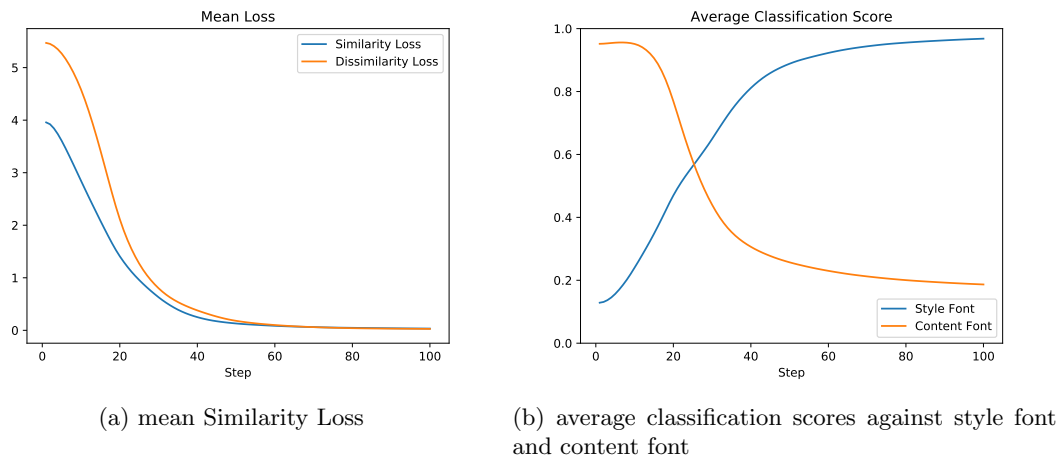 Mean Loss
Similarity Loss
Dissimilarity Loss
5
4
3
2
1
0
0 20 40 60 80 100
Step
(a) mean Similarity Loss
Average Classification Score
1.0
0.8
0.6
0.4
0.2
0.0
Style Font
Content Font
0 20 40 60 80 100
Step
(b) average classification scores against style font
and content font